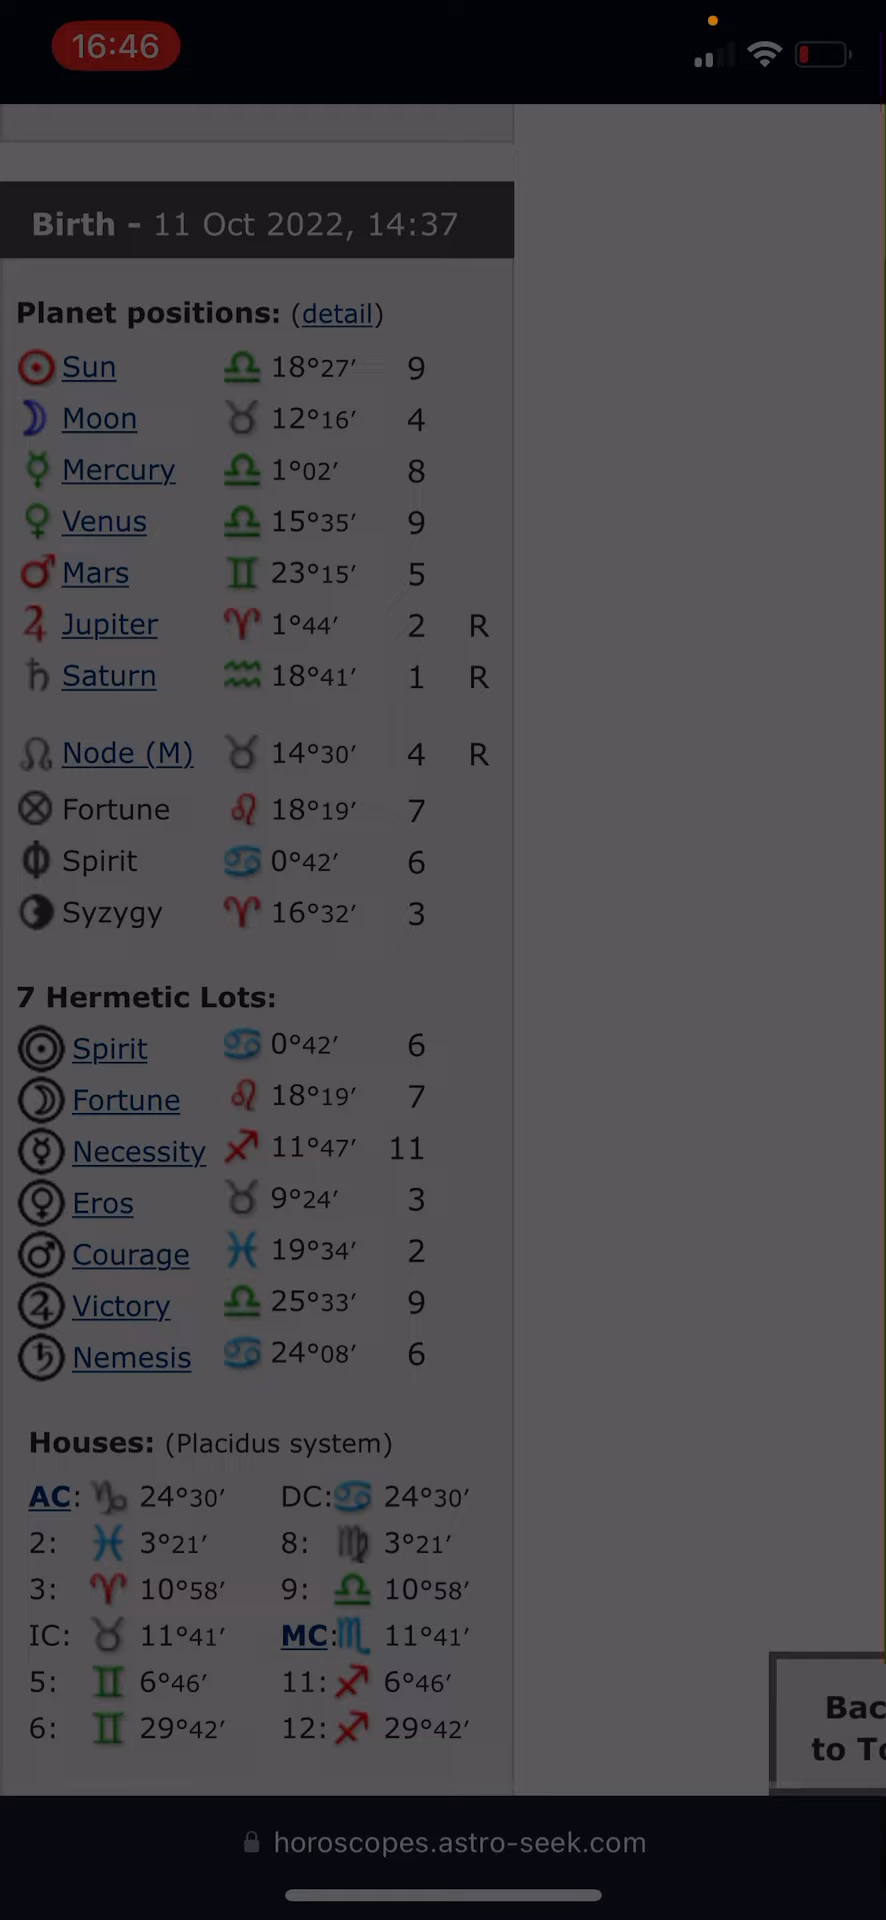 16:46
Birth - 11 Oct 2022, 14:37
Planet positions: (detail)
Sun ♎ 18°27′ 9
Moon ♉ 12°16′ 4
Mercury ♎ 1°02′ 8
Venus ♎ 15°35′ 9
Mars ♊ 23°15′ 5
Jupiter ♈ 1°44′ 2 R
Saturn ♒ 18°41′ 1 R
Node (M) ♉ 14°30′ 4 R
Fortune ♌ 18°19′ 7
Spirit ♋ 0°42′ 6
Syzygy ♈ 16°32′ 3
7 Hermetic Lots:
Spirit ♋ 0°42′ 6
Fortune ♌ 18°19′ 7
Necessity ♐ 11°47′ 11
Eros ♉ 9°24′ 3
Courage ♓ 19°34′ 2
Victory ♎ 25°33′ 9
Nemesis ♋ 24°08′ 6
Houses: (Placidus system)
AC: ♑ 24°30′ DC: ♋ 24°30′
2: ♓ 3°21′ 8: ♍ 3°21′
3: ♈ 10°58′ 9: ♎ 10°58′
IC: ♉ 11°41′ MC: ♏ 11°41′
5: ♊ 6°46′ 11: ♐ 6°46′
6: ♊ 29°42′ 12: ♐ 29°42′
Bac
to To
horoscopes.astro-seek.com